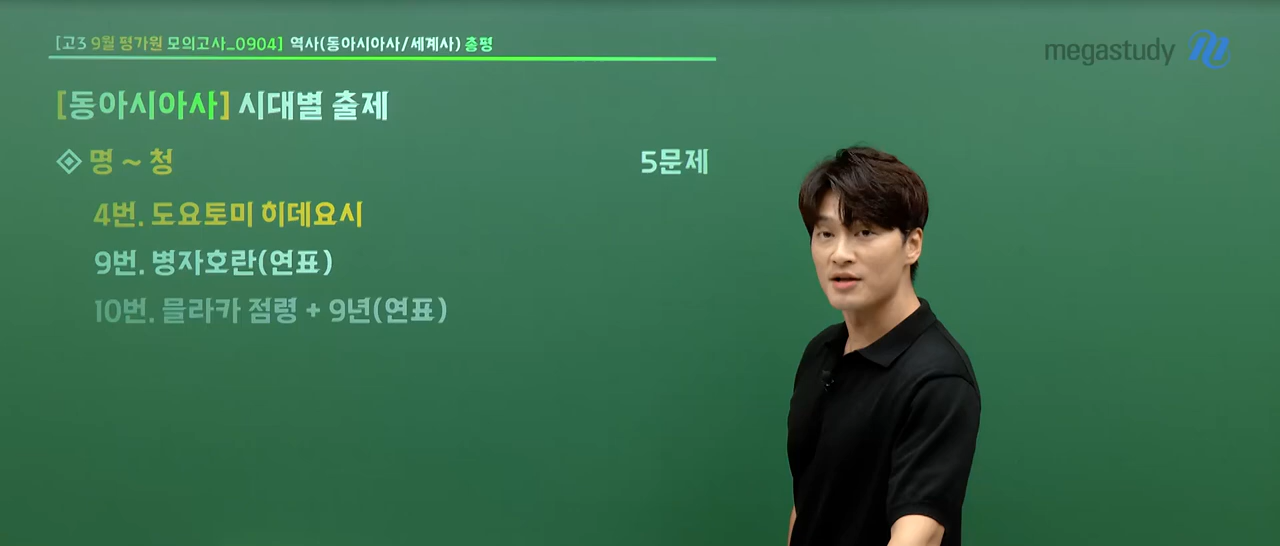 [고3 9월 평가원 모의고사_0904] 역사(동아시아사/세계사) 총평
megastudy
[동아시아사] 시대별 출제
명 ~ 청 5문제
4번. 도요토미 히데요시
9번. 병자호란(연표)
10번. 믈라카 점령 + 9년(연표)